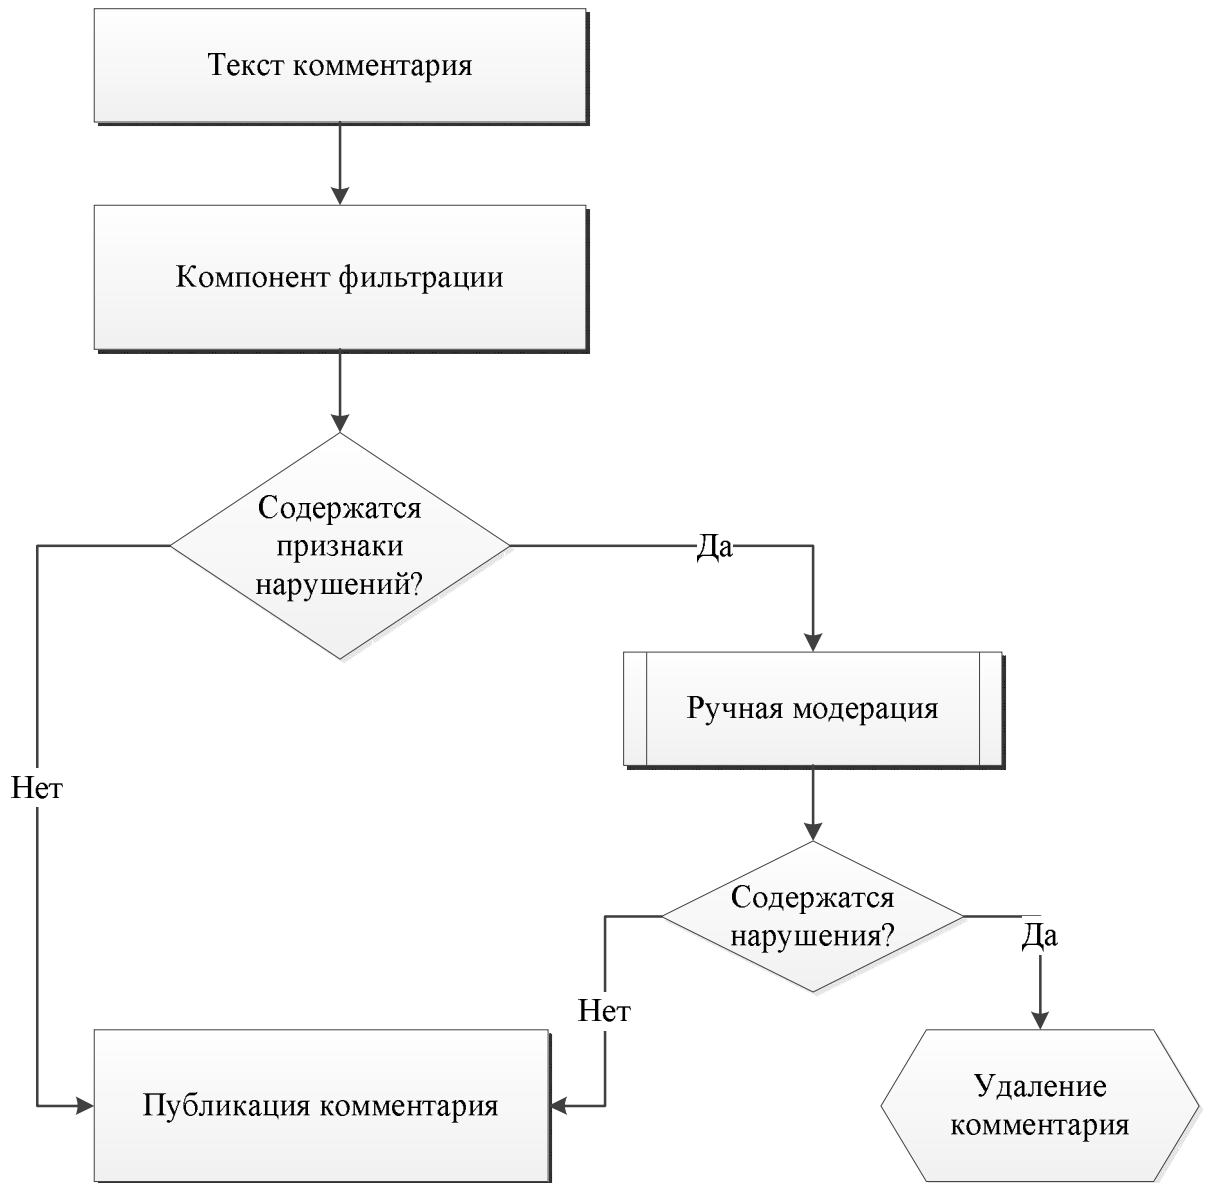 Текст комментария
Компонент фильтрации
Содержатся
признаки
нарушений?
Да
Ручная модерация
Нет
Содержатся
нарушения?
Да
Нет
Публикация комментария
Удаление
комментария